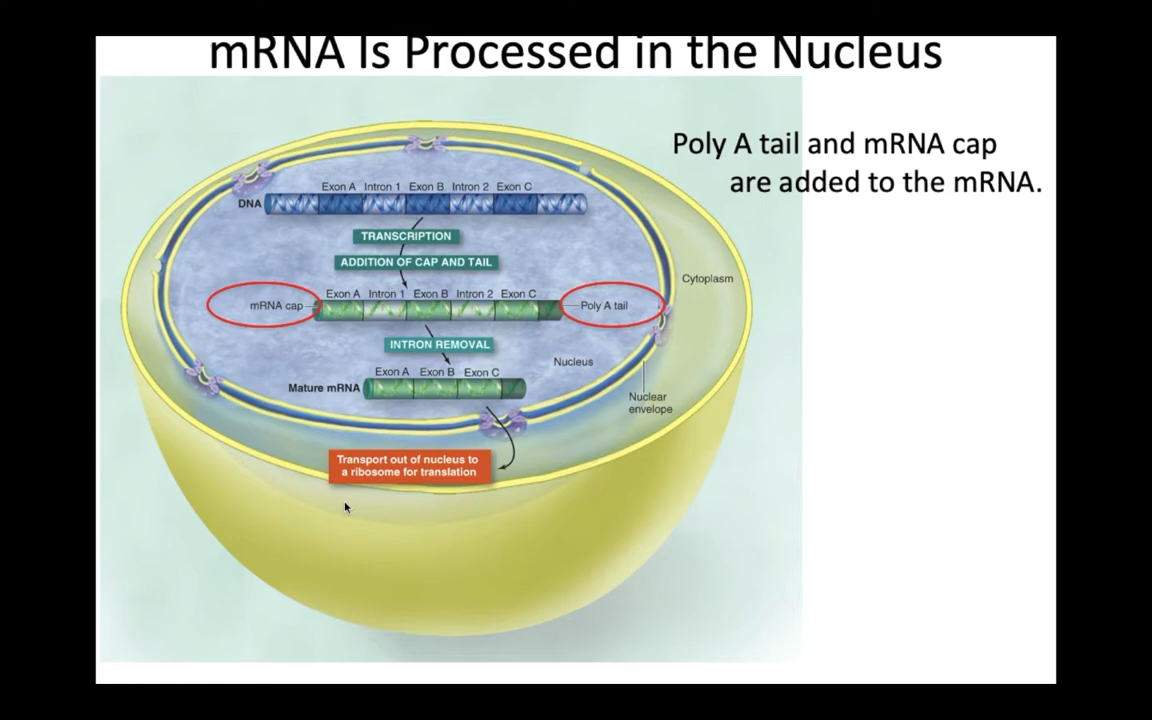 mRNA Is Processed in the Nucleus
Poly A tail and mRNA cap
are added to the mRNA.
Exon A Intron 1 Exon B Intron 2 Exon C
DNA
TRANSCRIPTION
ADDITION OF CAP AND TAIL
Cytoplasm
Exon A Intron 1 Exon B Intron 2 Exon C
mRNA cap
Poly A tail
INTRON REMOVAL
Nucleus
Exon A Exon B Exon C
Mature mRNA
Nuclear
envelope
Transport out of nucleus to
a ribosome for translation